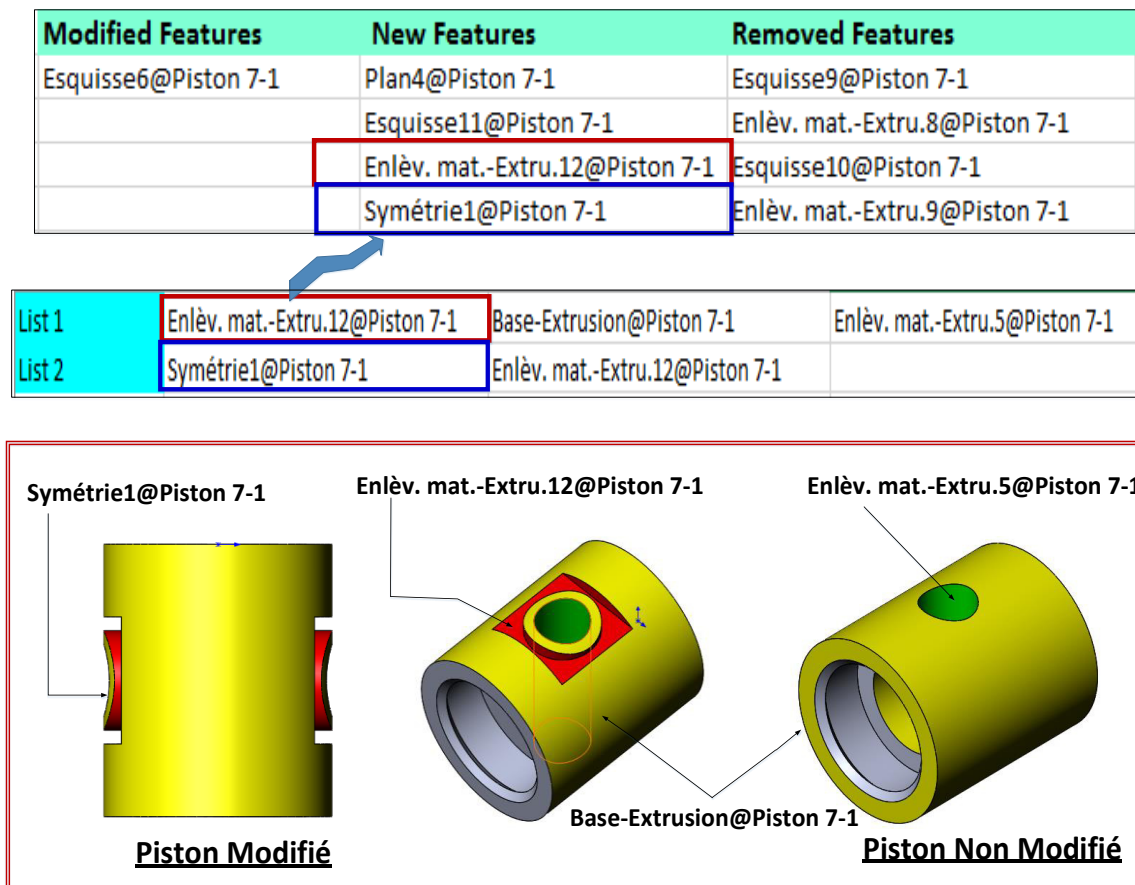 Modified Features New Features Removed Features
Esquisse6@Piston 7-1 Plan4@Piston 7-1 Esquisse9@Piston 7-1
Esquisse11@Piston 7-1 Enlèv. mat.-Extru.8@Piston 7-1
Enlèv. mat.-Extru.12@Piston 7-1 Esquisse10@Piston 7-1
Symétrie1@Piston 7-1 Enlèv. mat.-Extru.9@Piston 7-1
List 1 Enlèv. mat.-Extru.12@Piston 7-1 Base-Extrusion@Piston 7-1 Enlèv. mat.-Extru.5@Piston 7-1
List 2 Symétrie1@Piston 7-1 Enlèv. mat.-Extru.12@Piston 7-1
Symétrie1@Piston 7-1 Enlèv. mat.-Extru.12@Piston 7-1 Enlèv. mat.-Extru.5@Piston 7-1
Base-Extrusion@Piston 7-1
Piston Modifié Piston Non Modifié